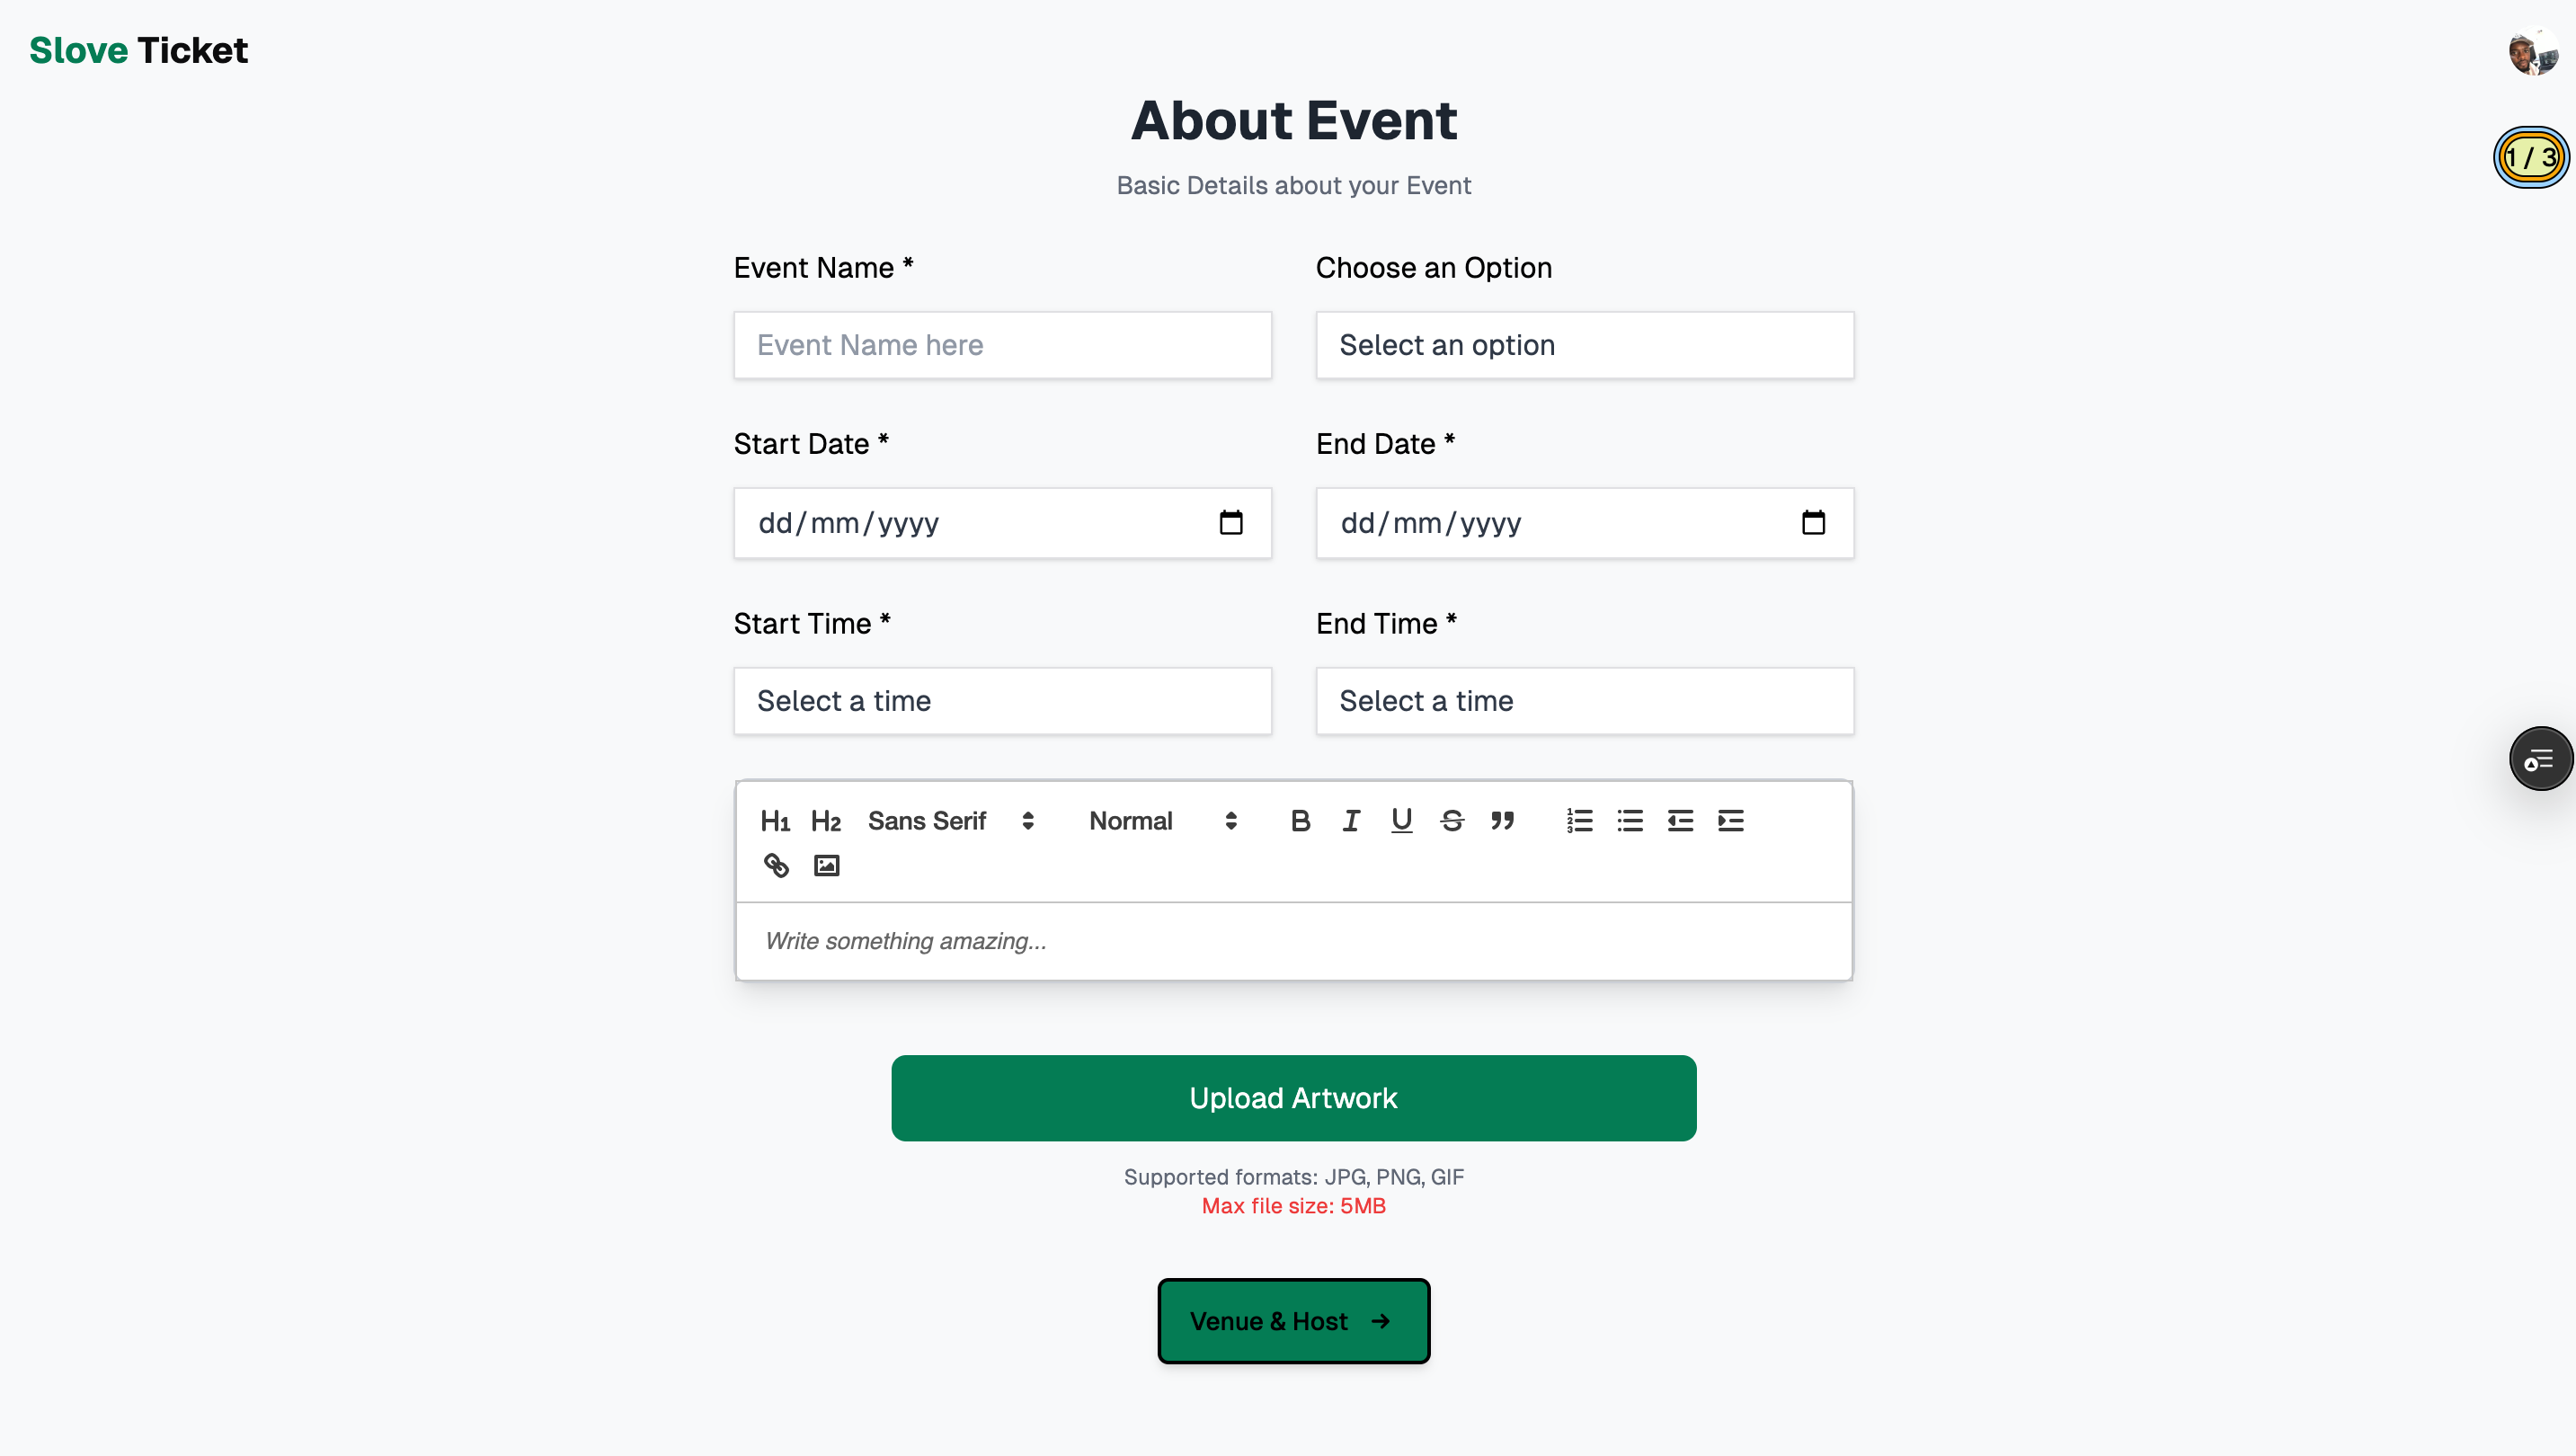 Slove Ticket
About Event
1 / 3
Basic Details about your Event
Event Name *
Choose an Option
Event Name here
Select an option
Start Date *
End Date *
dd/mm/yyyy
dd/mm/yyyy
Start Time *
End Time *
Select a time
Select a time
H1 H2 Sans Serif Normal B I U S
Write something amazing...
Upload Artwork
Supported formats: JPG, PNG, GIF
Max file size: 5MB
Venue & Host →